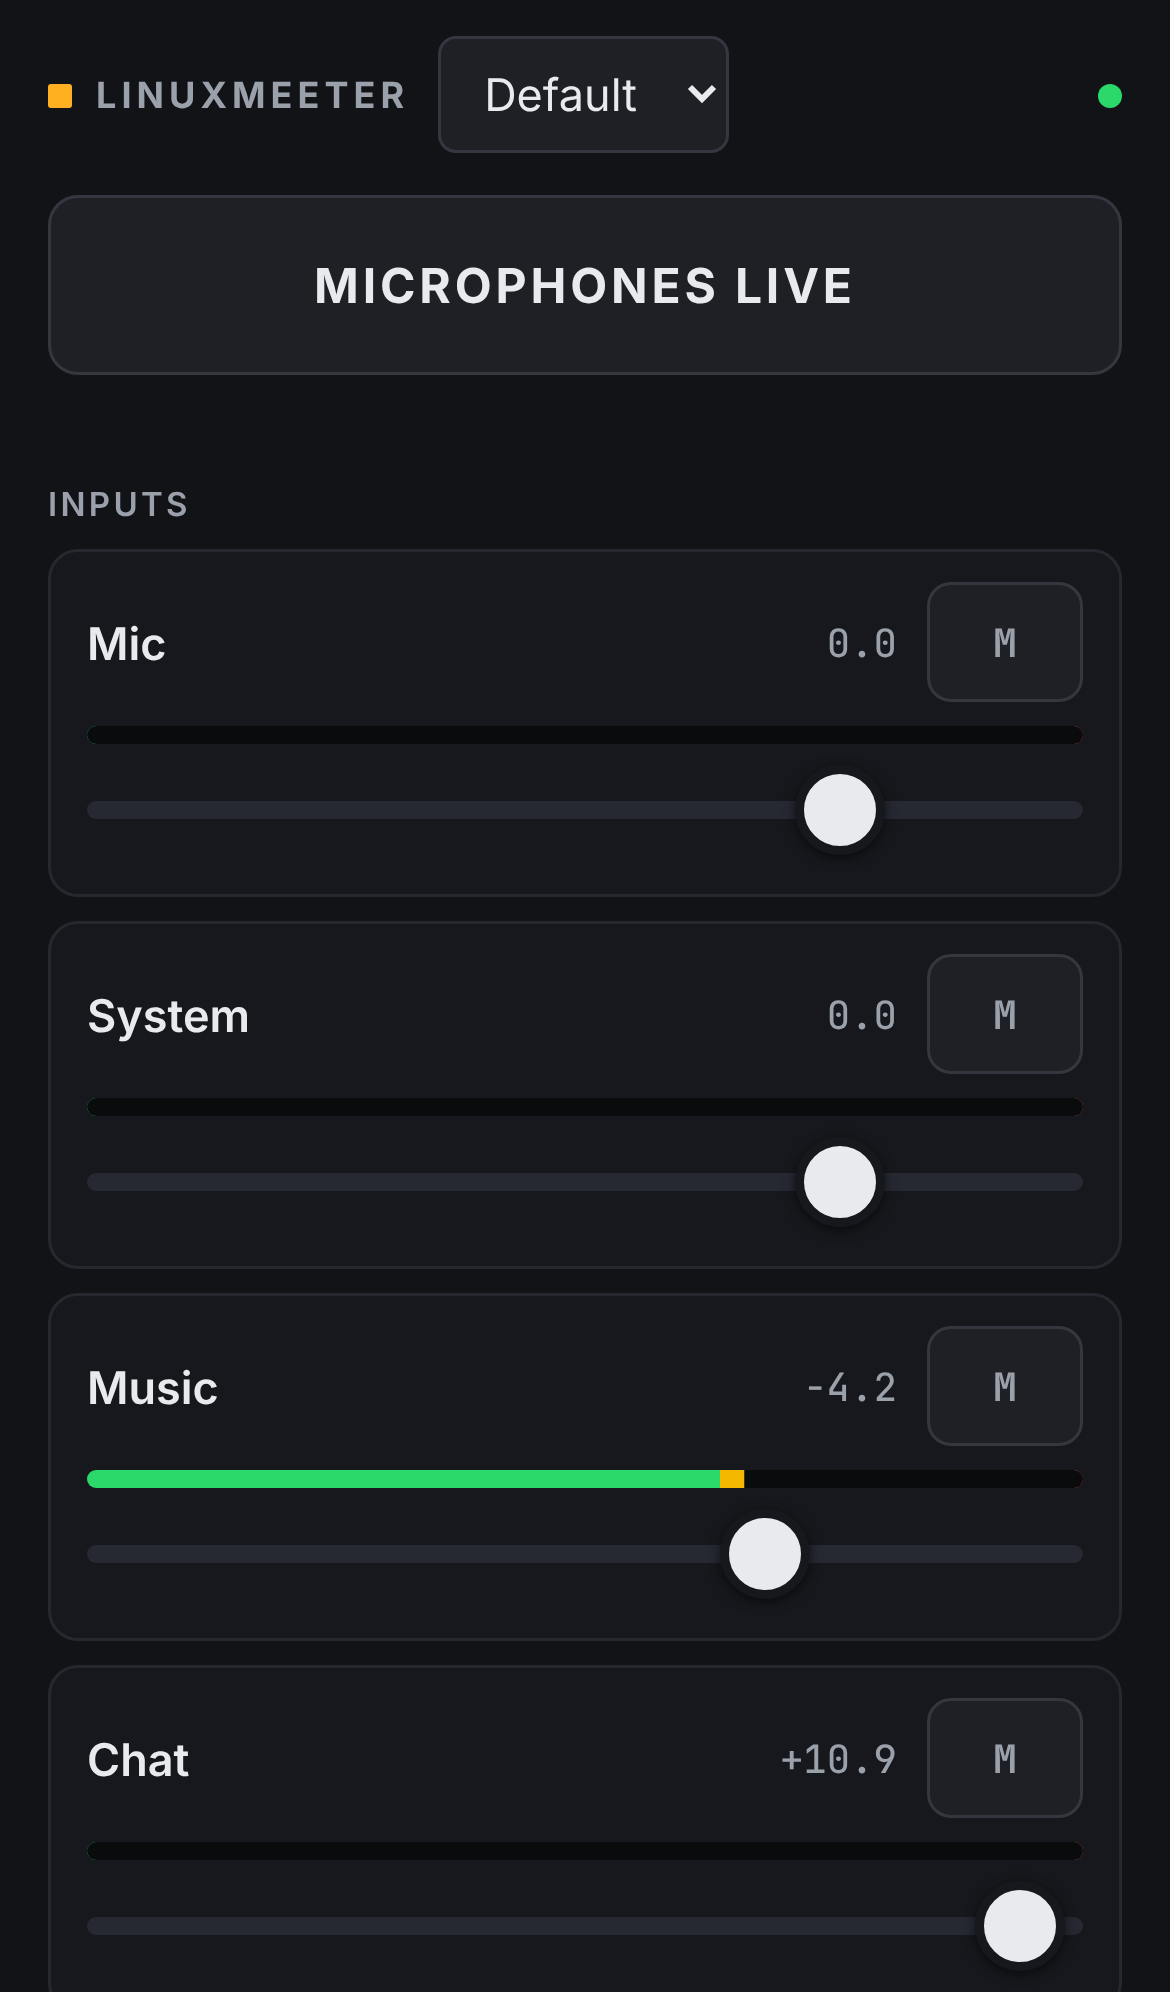 LINUXMEETER Default
MICROPHONES LIVE
INPUTS
Mic 0.0 M
System 0.0 M
Music -4.2 M
Chat +10.9 M